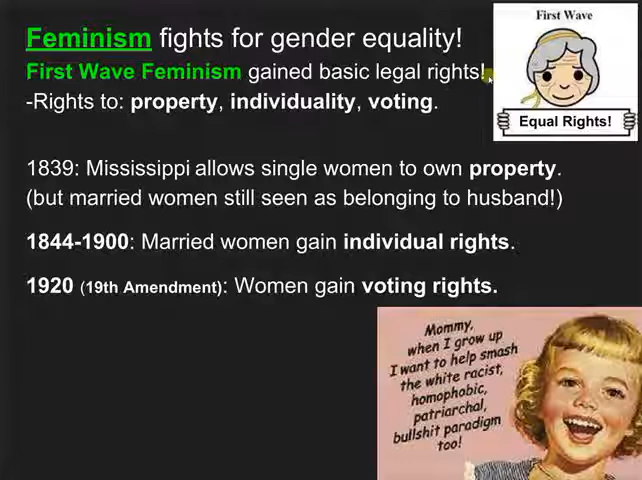 Feminism fights for gender equality!
First Wave Feminism gained basic legal rights!
-Rights to: property, individuality, voting.
First Wave
Equal Rights!
1839: Mississippi allows single women to own property.
(but married women still seen as belonging to husband!)
1844-1900: Married women gain individual rights.
1920 (19th Amendment): Women gain voting rights.
Mommy,
when I grow up
I want to help smash
the white racist,
homophobic,
patriarchal,
bullshit paradigm
too!